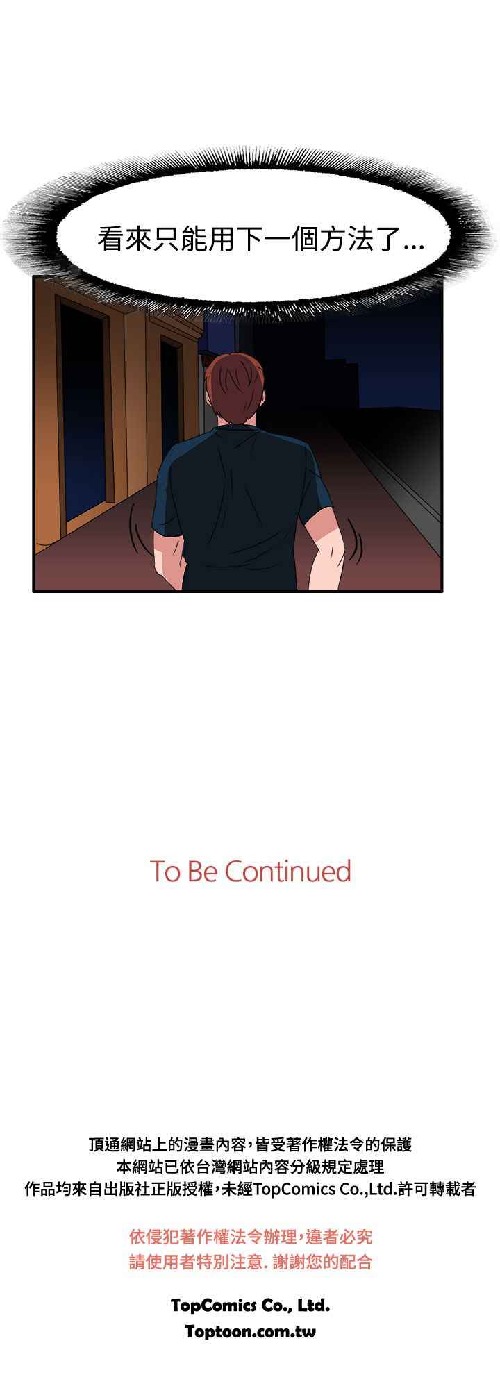 看來只能用下一個方法了...
To Be Continued
頂通網站上的漫畫內容，皆受著作權法令的保護
本網站已依台灣網站內容分級規定處理
作品均來自出版社正版授權，未經TopComics Co.,Ltd.許可轉載者
依侵犯著作權法令辦理，違者必究
請使用者特別注意. 謝謝您的配合
TopComics Co., Ltd.
Toptoon.com.tw